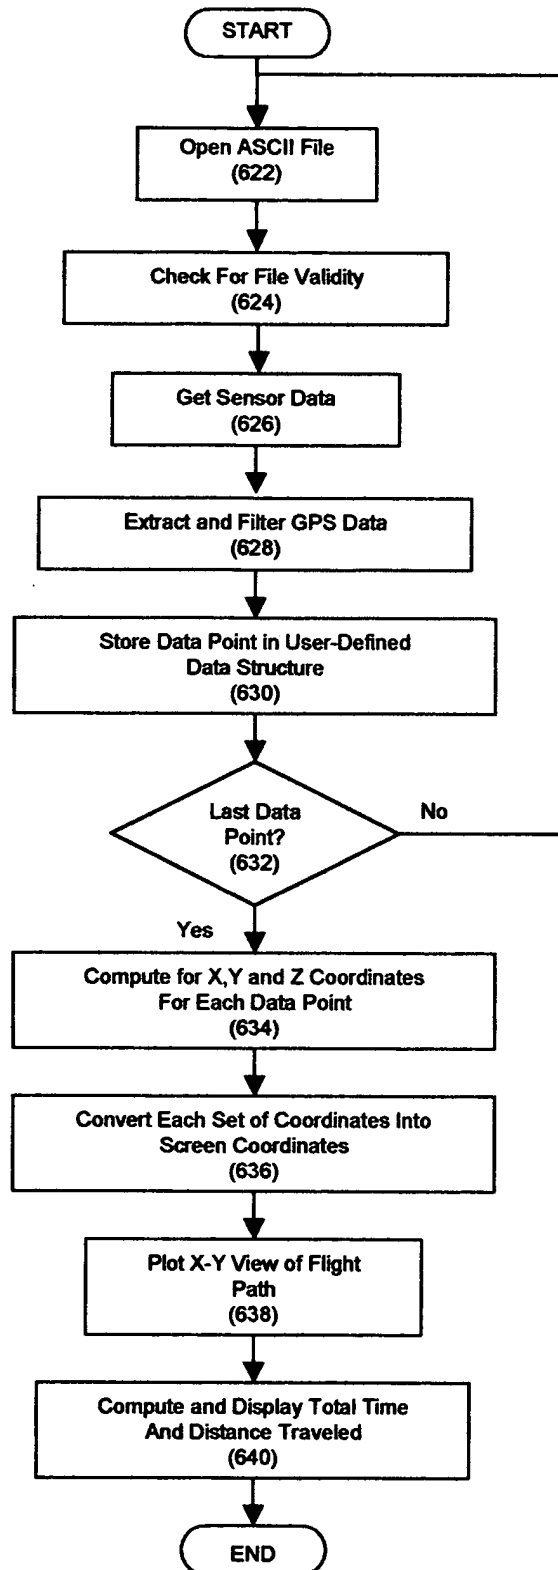 START
Open ASCII File
(622)
Check For File Validity
(624)
Get Sensor Data
(626)
Extract and Filter GPS Data
(628)
Store Data Point in User-Defined
Data Structure
(630)
Last Data
Point?
(632)
No
Yes
Compute for X,Y and Z Coordinates
For Each Data Point
(634)
Convert Each Set of Coordinates Into
Screen Coordinates
(636)
Plot X-Y View of Flight
Path
(638)
Compute and Display Total Time
And Distance Traveled
(640)
END